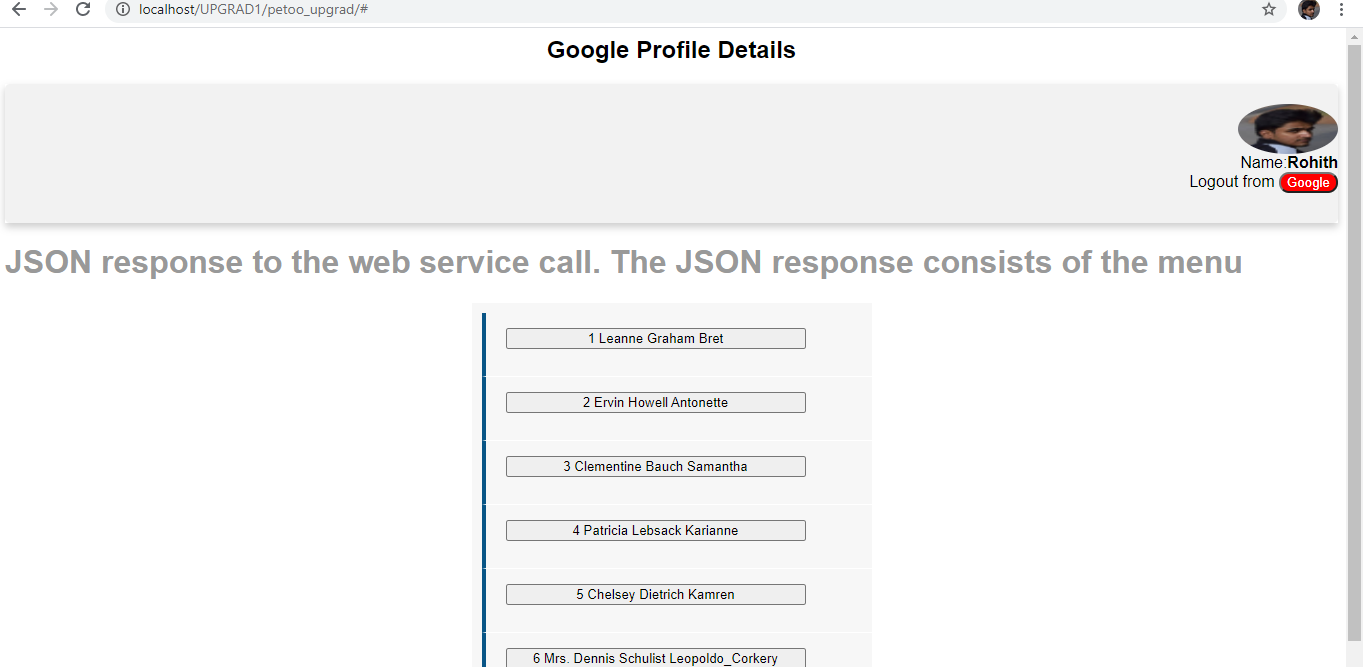 localhost/UPGRAD1/petoo_upgrad/#
Google Profile Details
Name:Rohith
Logout from Google
JSON response to the web service call. The JSON response consists of the menu
1 Leanne Graham Bret
2 Ervin Howell Antonette
3 Clementine Bauch Samantha
4 Patricia Lebsack Karianne
5 Chelsey Dietrich Kamren
6 Mrs. Dennis Schulist Leopoldo_Corkery